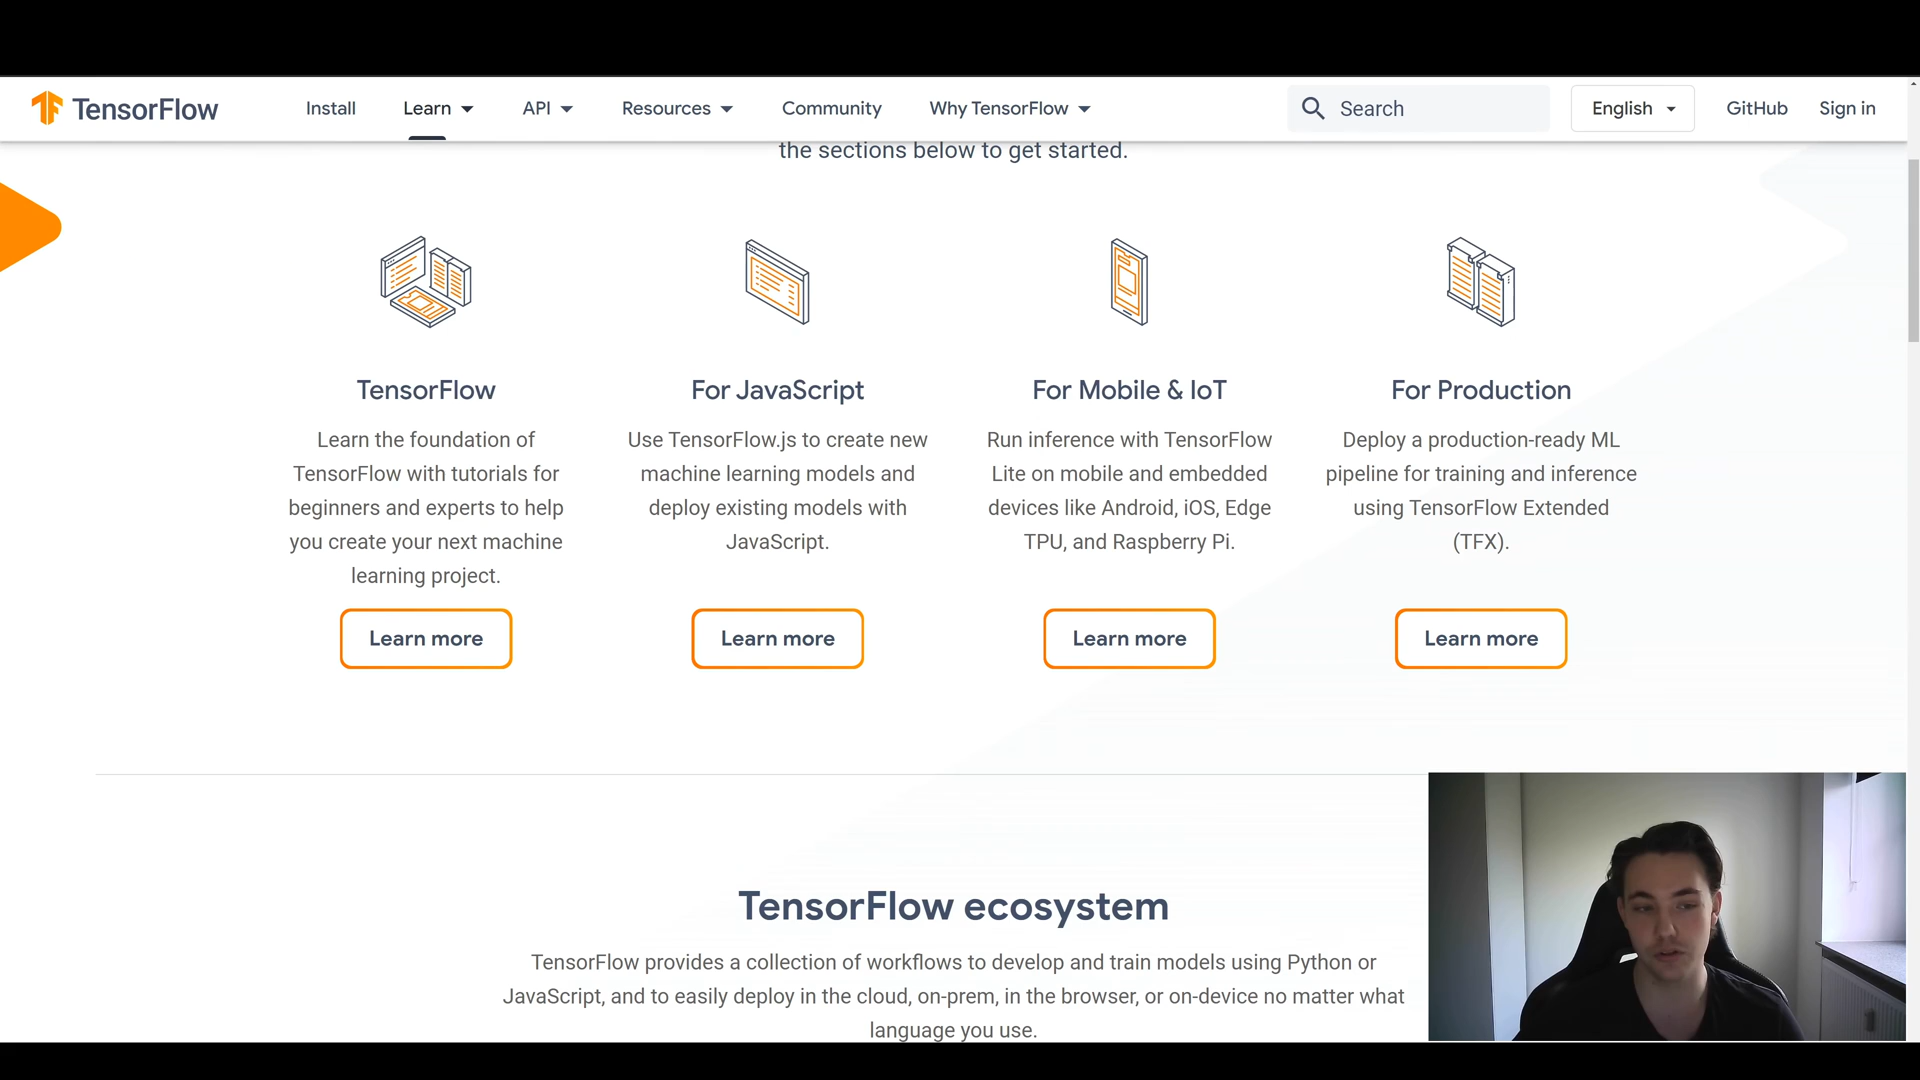 TensorFlow
Install
Learn
API
Resources
Community
Why TensorFlow
Search
English
GitHub
Sign in
the sections below to get started.
TensorFlow
Learn the foundation of
TensorFlow with tutorials for
beginners and experts to help
you create your next machine
learning project.
Learn more
For JavaScript
Use TensorFlow.js to create new
machine learning models and
deploy existing models with
JavaScript.
Learn more
For Mobile & IoT
Run inference with TensorFlow
Lite on mobile and embedded
devices like Android, iOS, Edge
TPU, and Raspberry Pi.
Learn more
For Production
Deploy a production-ready ML
pipeline for training and inference
using TensorFlow Extended
(TFX).
Learn more
TensorFlow ecosystem
TensorFlow provides a collection of workflows to develop and train models using Python or
JavaScript, and to easily deploy in the cloud, on-prem, in the browser, or on-device no matter what
language you use.